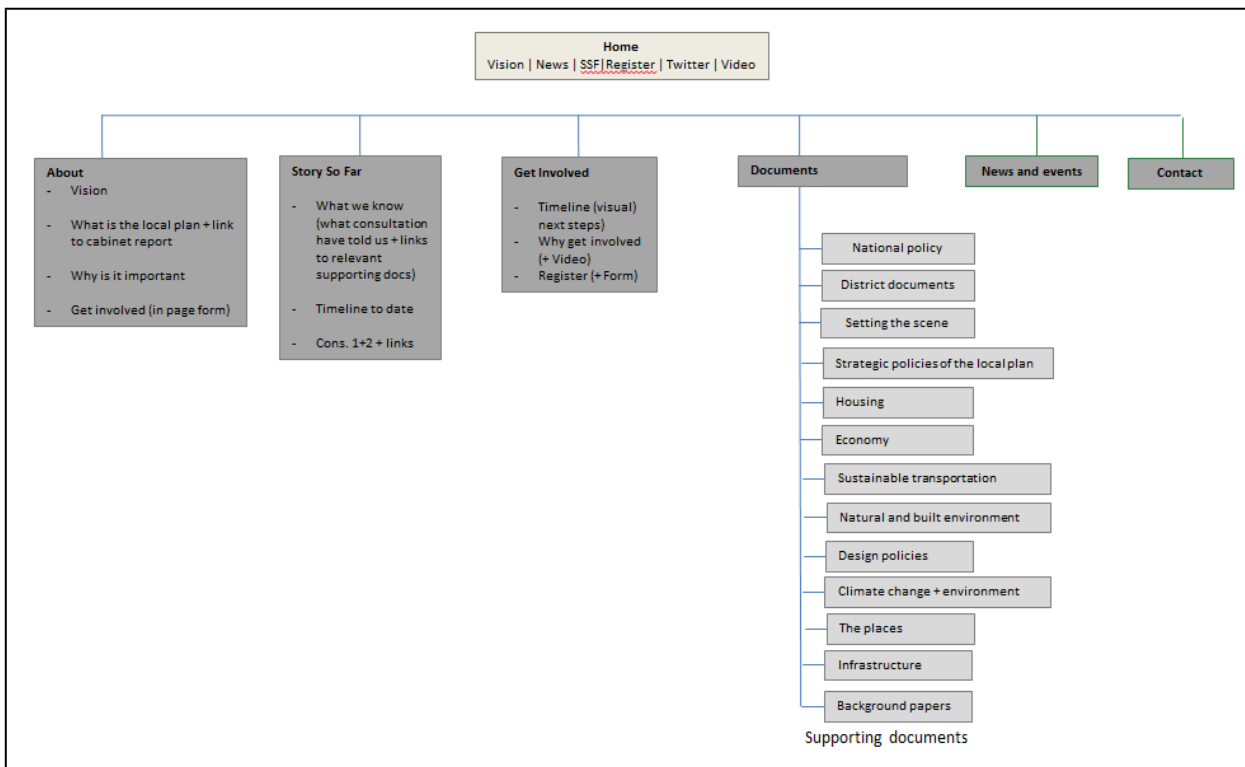 Home
Vision | News | SSF|Register | Twitter | Video
About
- Vision
- What is the local plan + link
to cabinet report
- Why is it important
- Get involved (in page form)
Story So Far
- What we know
(what consultation
have told us + links
to relevant
supporting docs)
- Timeline to date
- Cons. 1+2 + links
Get Involved
- Timeline (visual)
next steps)
- Why get involved
(+ Video)
- Register (+ Form)
Documents
News and events
Contact
National policy
District documents
Setting the scene
Strategic policies of the local plan
Housing
Economy
Sustainable transportation
Natural and built environment
Design policies
Climate change + environment
The places
Infrastructure
Background papers
Supporting documents